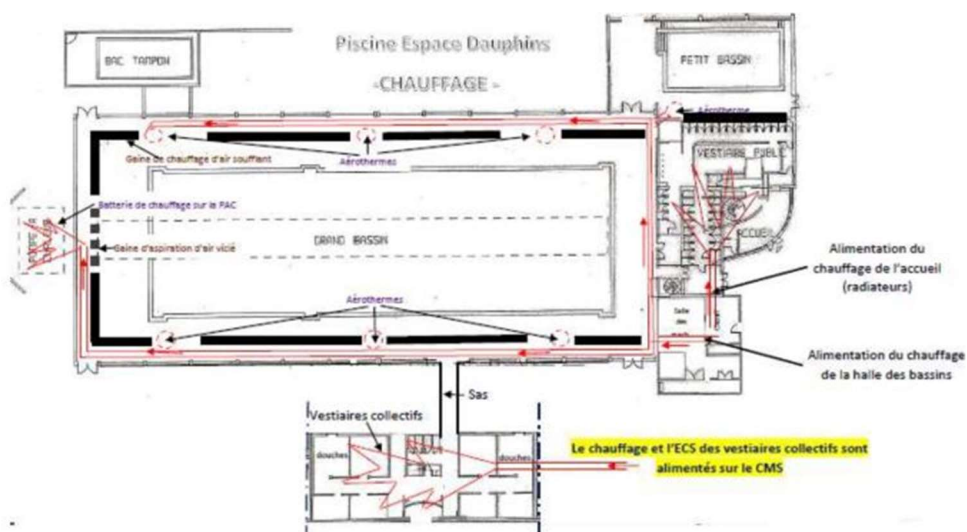 Piscine Espace Dauphins
-CHAUFFAGE -
BAC TAMPON
PETIT BASSIN
Aérotherme
Gaine de chauffage d'air soufflant
Aérothermes
VESTIAIRE PUBLIC
Batterie de chauffage sur la PAC
Gaine d'aspiration d'air vicié
GRAND BASSIN
ACCUEIL
Alimentation du
chauffage de l'accueil
(radiateurs)
Aérothermes
Salle
des
Alimentation du chauffage
de la halle des bassins
Sas
Vestiaires collectifs
douches
douches
Le chauffage et l'ECS des vestiaires collectifs sont
alimentés sur le CMS